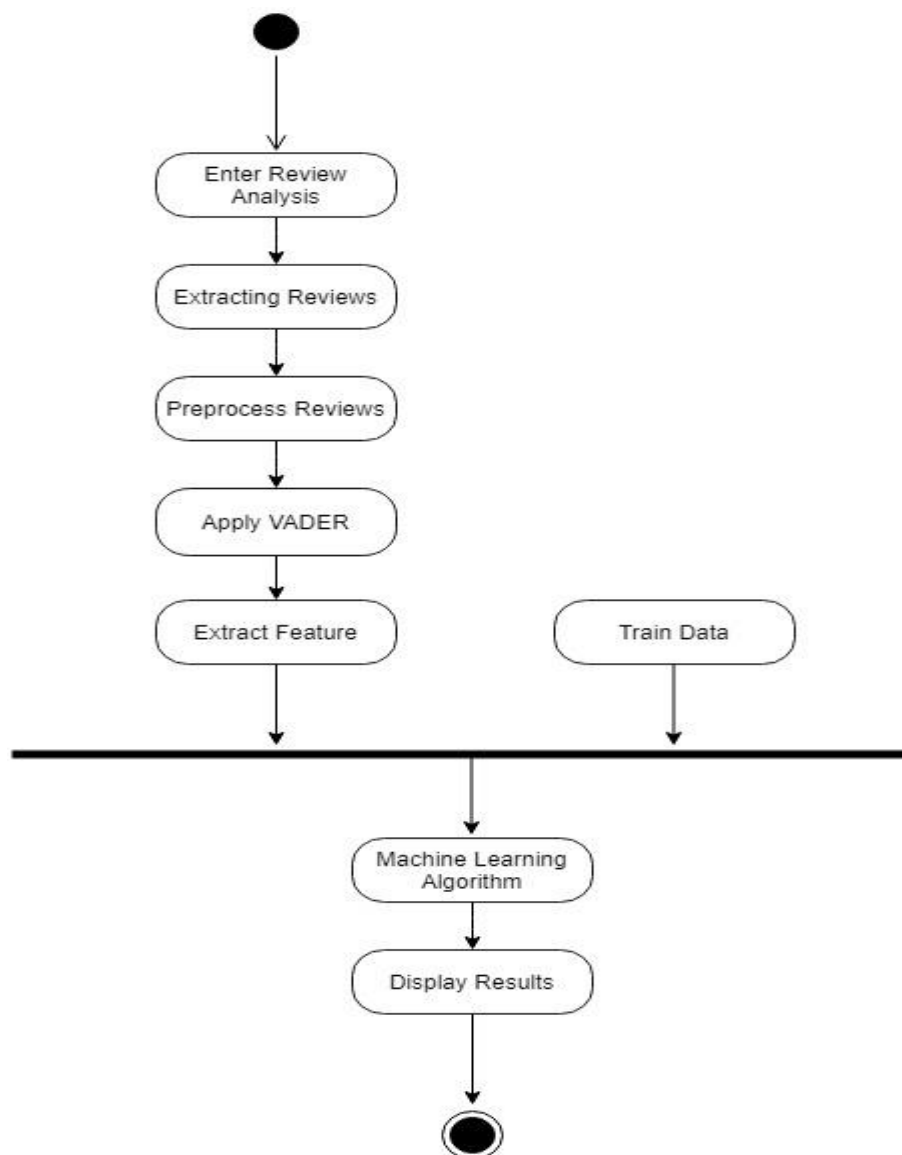 Enter Review
Analysis
Extracting Reviews
Preprocess Reviews
Apply VADER
Extract Feature
Train Data
Machine Learning
Algorithm
Display Results